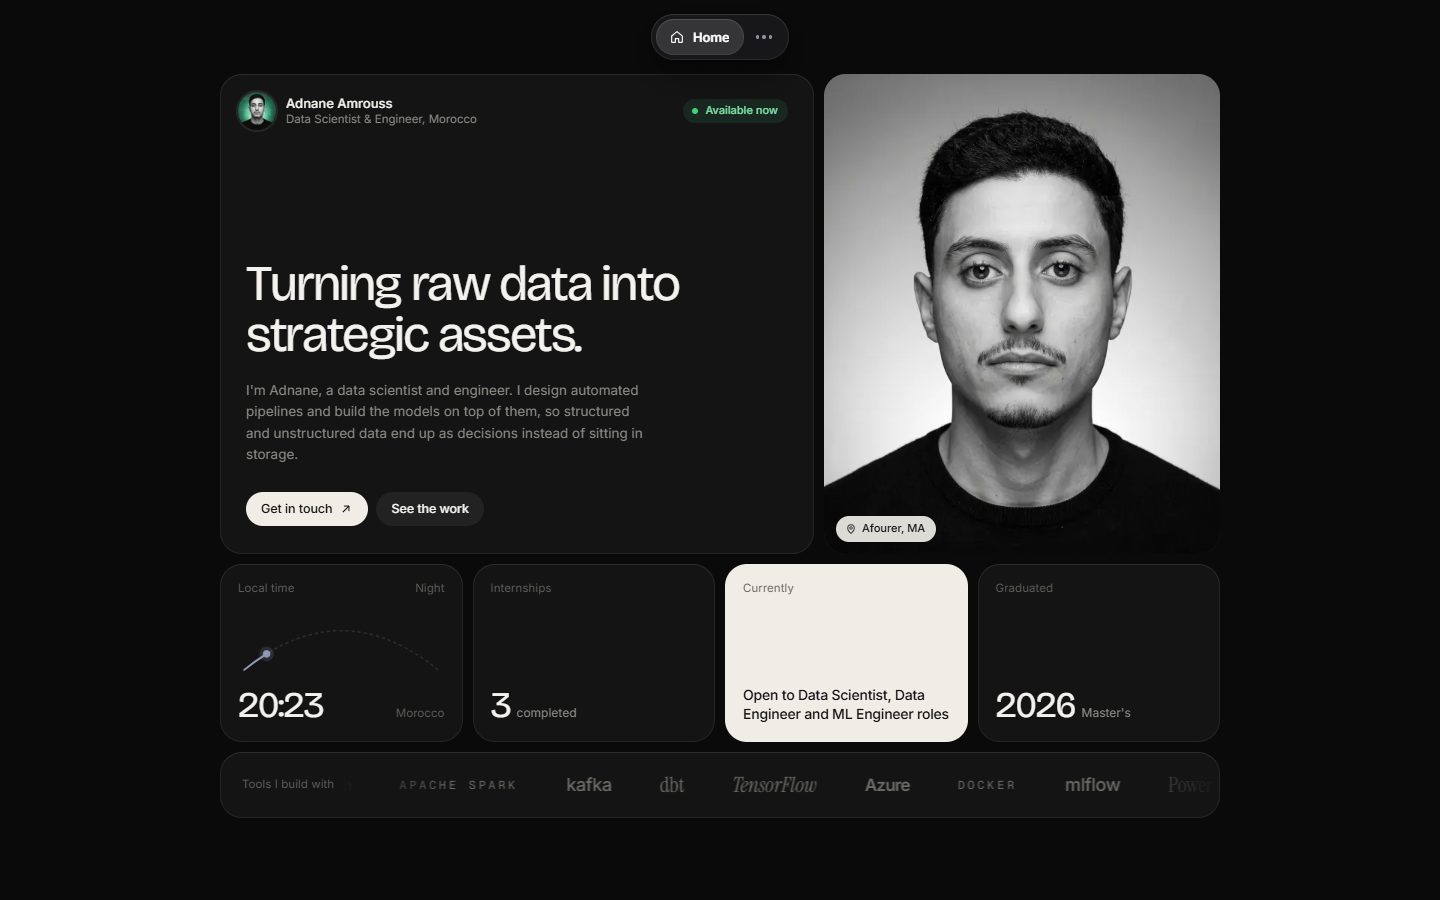 Home
Adnane Amrouss
Data Scientist & Engineer, Morocco
Available now
Turning raw data into
strategic assets.
I'm Adnane, a data scientist and engineer. I design automated
pipelines and build the models on top of them, so structured
and unstructured data end up as decisions instead of sitting in
storage.
Get in touch
See the work
Afourer, MA
Local time
Night
20:23
Morocco
Internships
3 completed
Currently
Open to Data Scientist, Data
Engineer and ML Engineer roles
Graduated
2026 Master's
Tools I build with
APACHE SPARK
kafka
dbt
TensorFlow
Azure
DOCKER
mlflow
Power